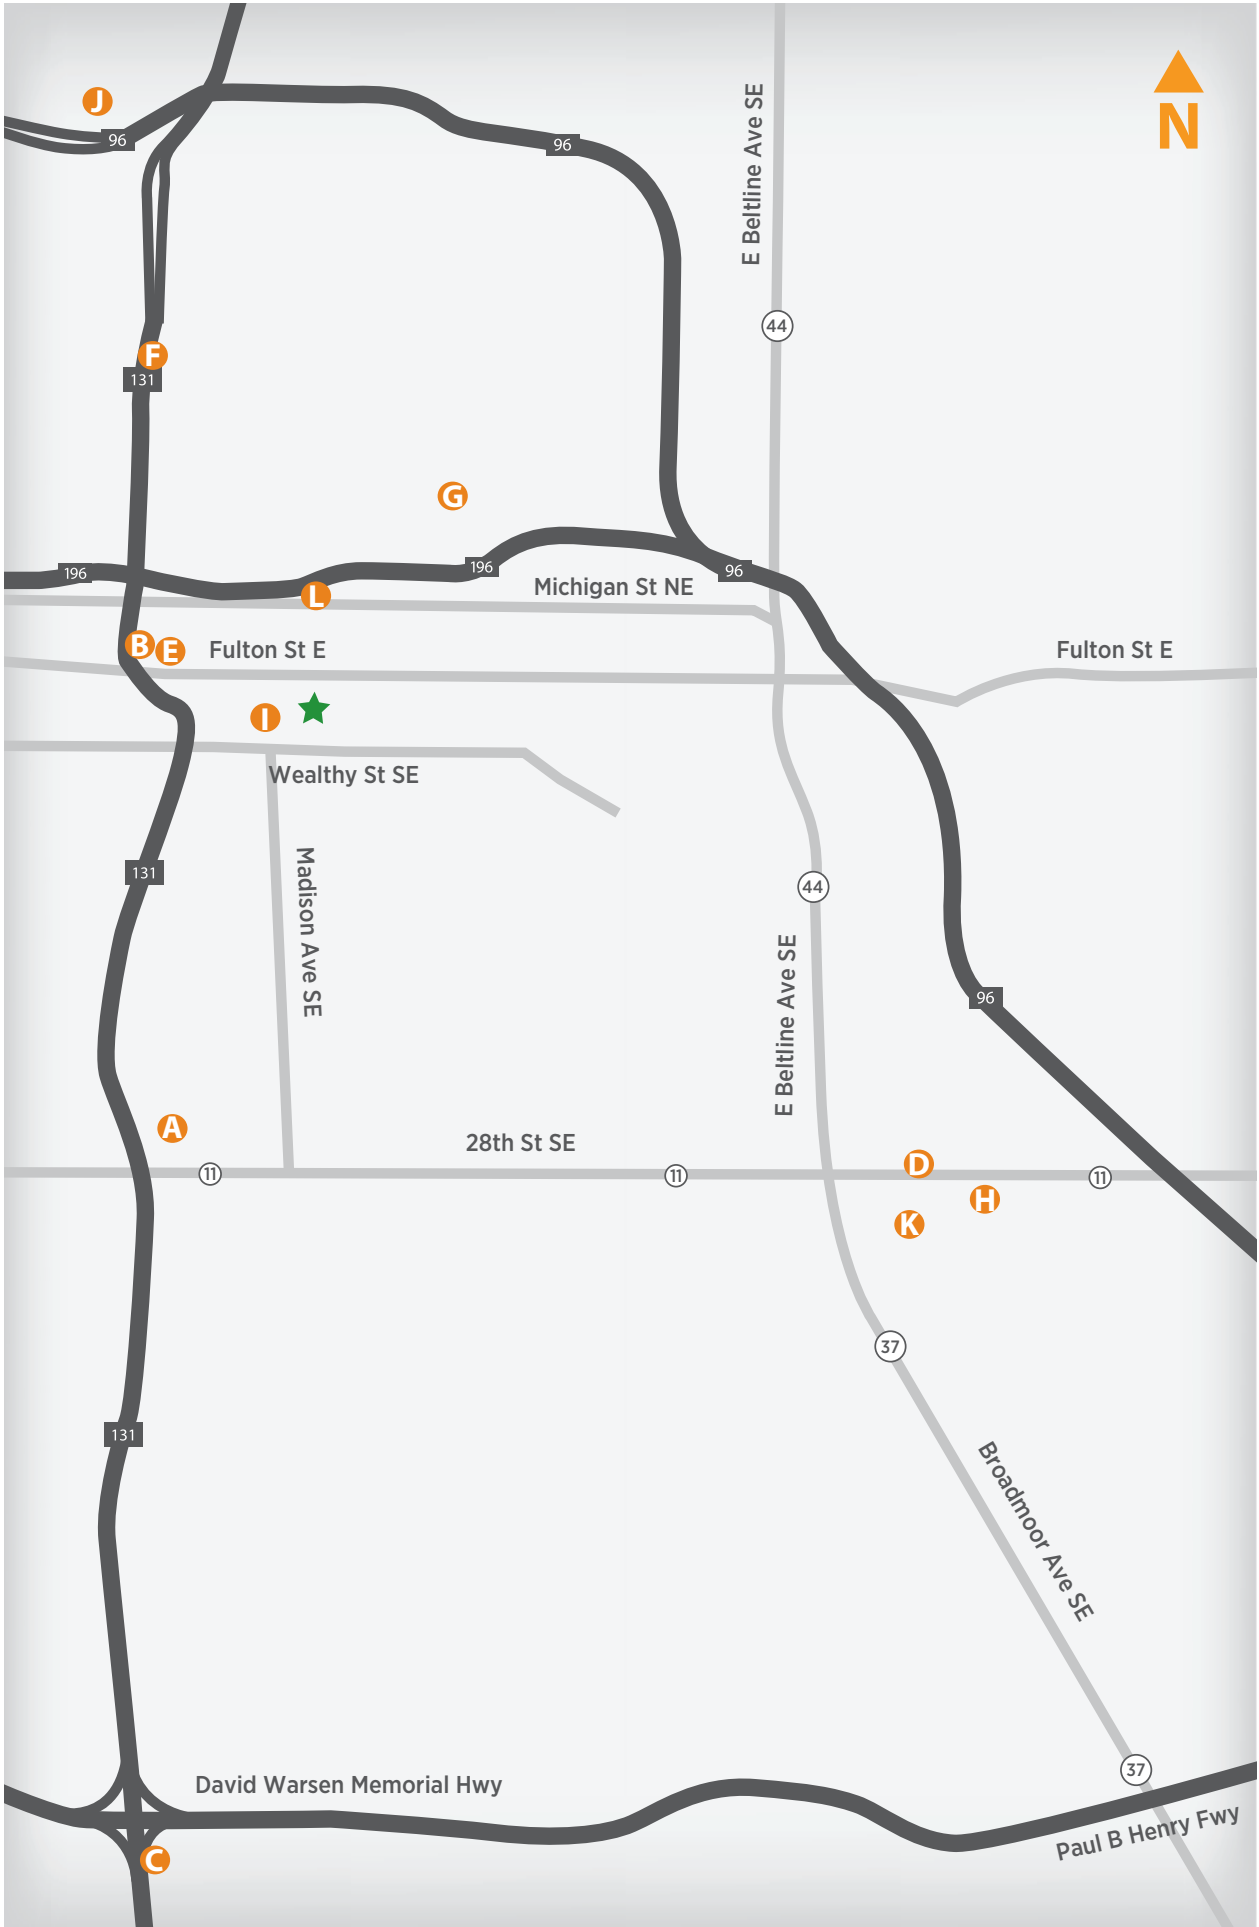 J
96
96
E Beltline Ave SE
N
44
F
131
G
196
196
96
L
Michigan St NE
B
E
Fulton St E
Fulton St E
I
Wealthy St SE
131
Madison Ave SE
44
E Beltline Ave SE
96
A
28th St SE
11
11
D
11
H
K
37
131
Broadmoor Ave SE
37
David Warsen Memorial Hwy
Paul B Henry Fwy
C